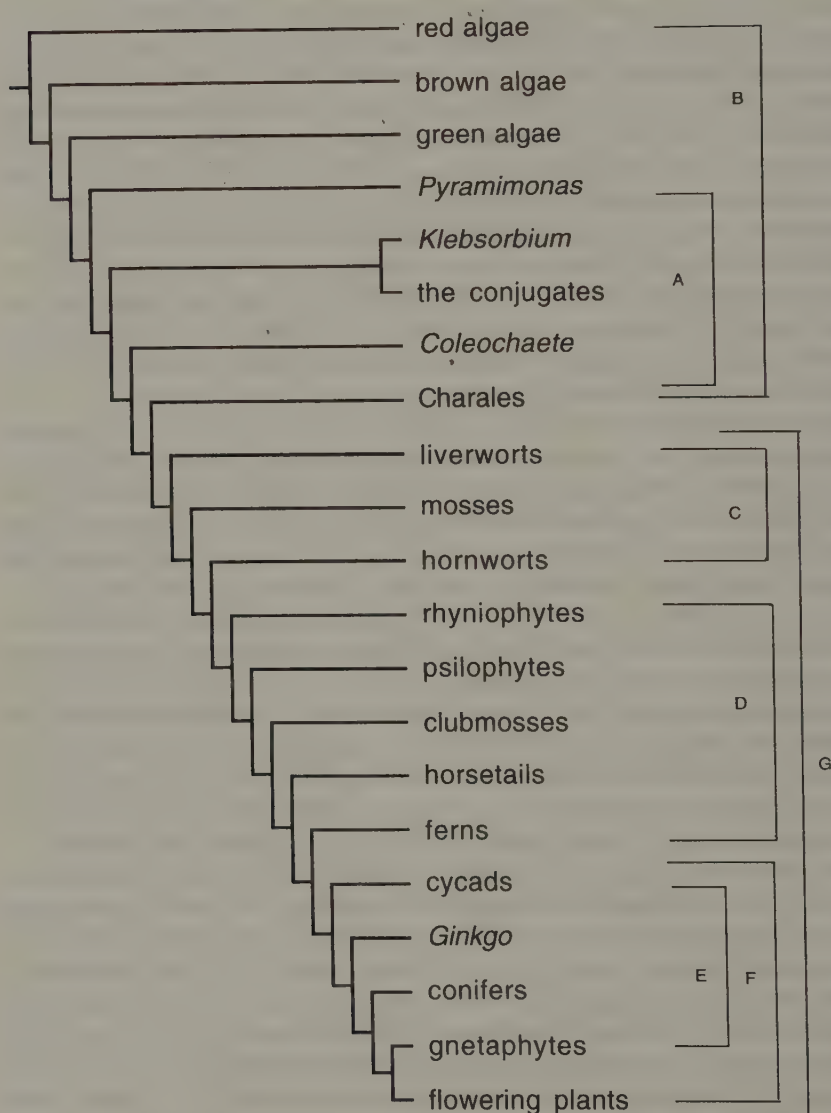 red algae
B
brown algae
green algae
Pyramimonas
Klebsorbium
A
the conjugates
Coleochaete
Charales
liverworts
mosses
C
hornworts
rhyniophytes
psilophytes
D
clubmosses
G
horsetails
ferns
cycads
Ginkgo
E
F
conifers
gnetaphytes
flowering plants